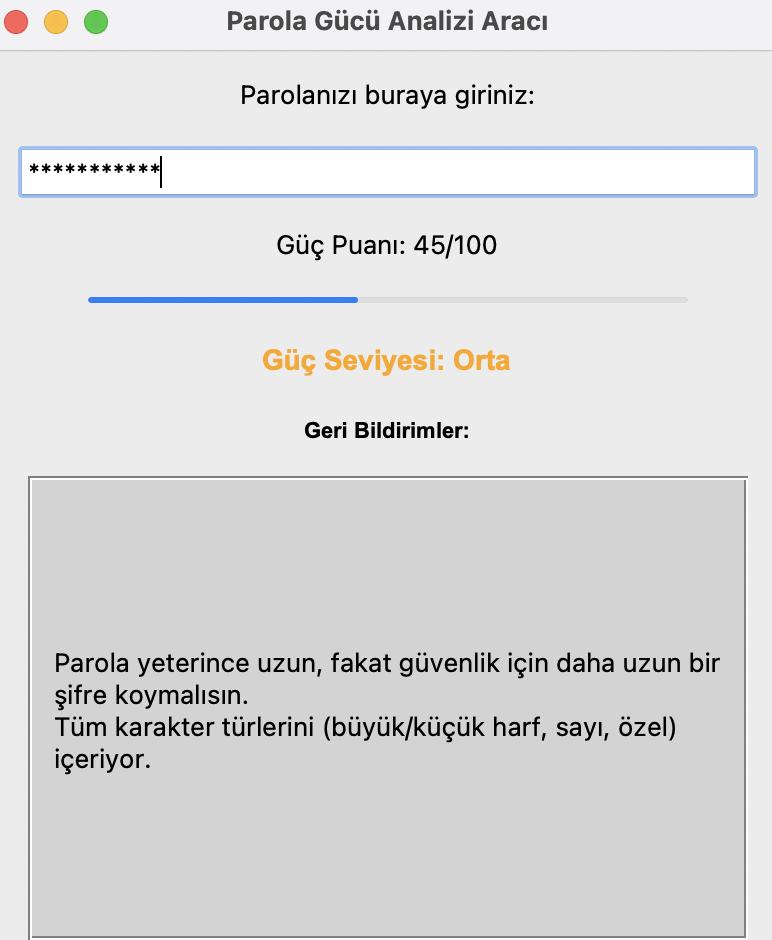 Parola Gücü Analizi Aracı
Parolanızı buraya giriniz:
***********
Güç Puanı: 45/100
Güç Seviyesi: Orta
Geri Bildirimler:
Parola yeterince uzun, fakat güvenlik için daha uzun bir
şifre koymalısın.
Tüm karakter türlerini (büyük/küçük harf, sayı, özel)
içeriyor.